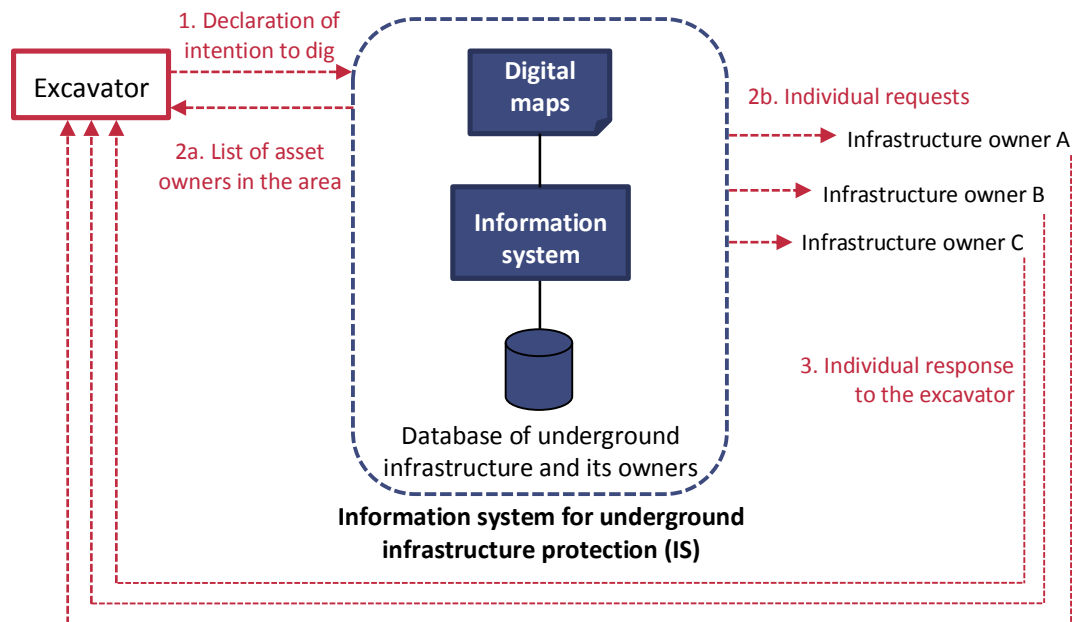 1. Declaration of
intention to dig
Excavator
2a. List of asset
owners in the area
Digital
maps
Information
system
Database of underground
infrastructure and its owners
Information system for underground
infrastructure protection (IS)
2b. Individual requests
Infrastructure owner A
Infrastructure owner B
Infrastructure owner C
3. Individual response
to the excavator